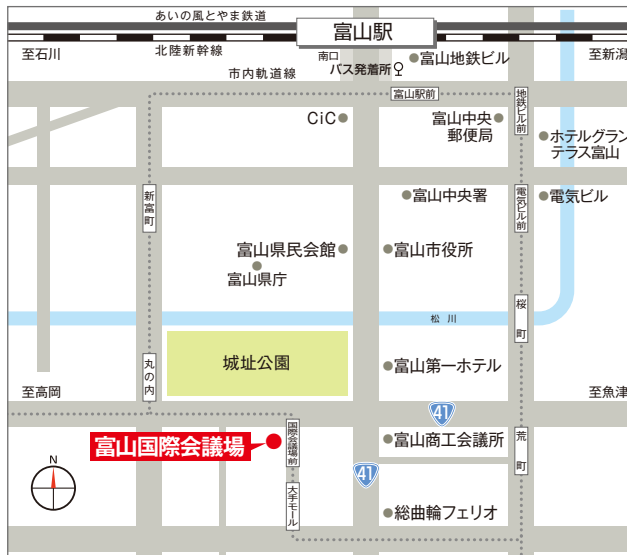 あいの風とやま鉄道
富山駅
至石川
北陸新幹線
南口
バス発着所
富山地鉄ビル
至新潟
市内軌道線
富山駅前
地鉄ビル前
CiC
富山中央
郵便局
ホテルグラン
テラス富山
新富町
富山中央署
電気ビル前
電気ビル
富山県民会館
富山市役所
富山県庁
桜町
松川
城址公園
丸の内
富山第一ホテル
至高岡
至魚津
41
富山国際会議場
国際会議場前
富山商工会議所
荒町
N
41
大手モール
総曲輪フェリオ